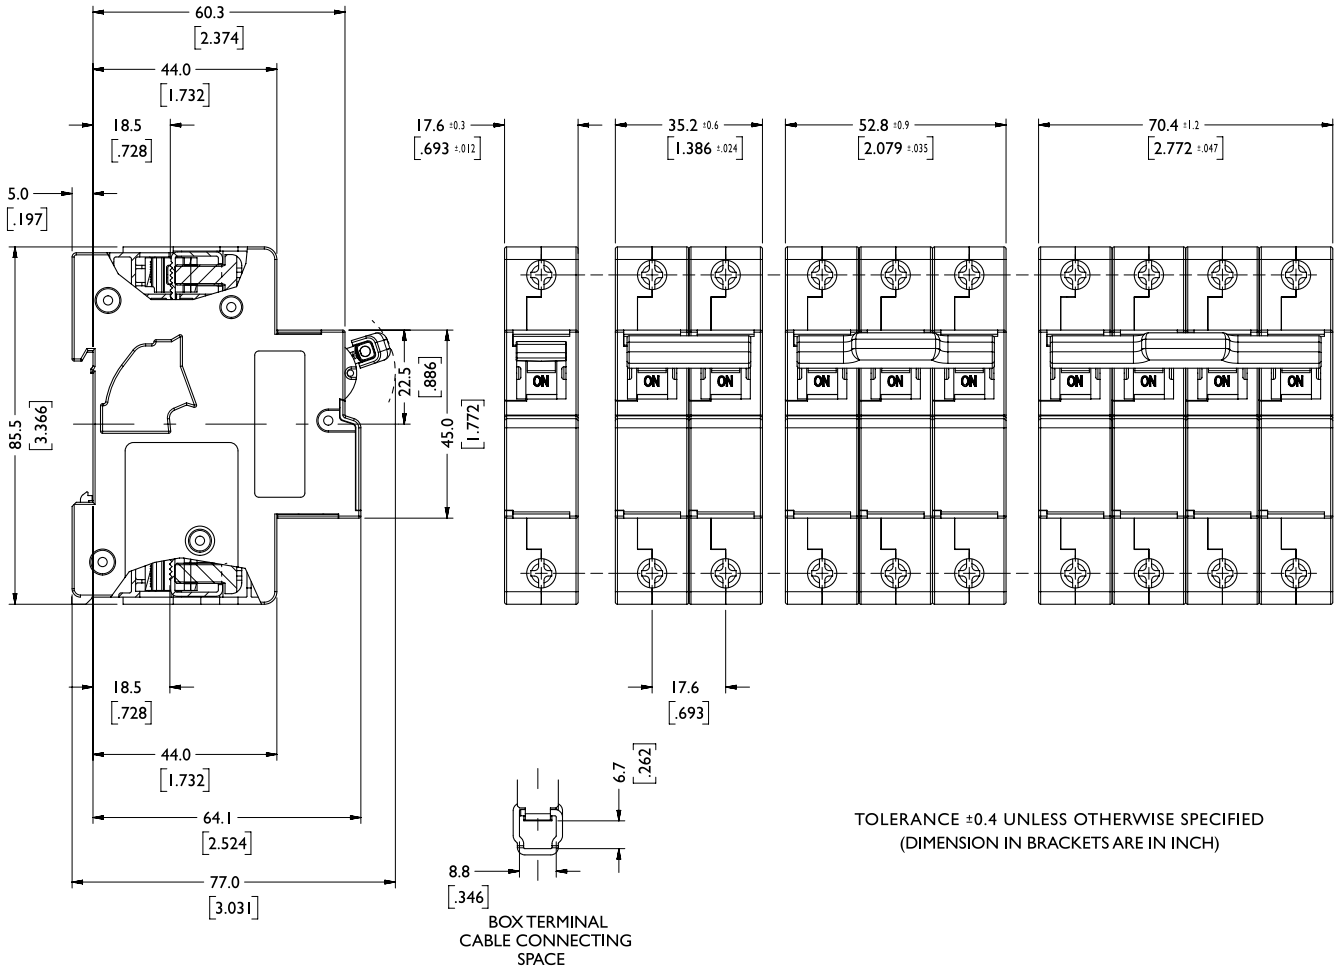 60.3
[2.374]
44.0
[1.732]
18.5
[.728]
17.6 ±0.3
[.693 ±.012]
35.2 ±0.6
[1.386 ±.024]
52.8 ±0.9
[2.079 ±.035]
70.4 ±1.2
[2.772 ±.047]
5.0
[.197]
85.5
[3.366]
22.5
[.886]
45.0
[1.772]
ON
ON
ON
ON
ON
ON
ON
ON
ON
ON
18.5
[.728]
17.6
[.693]
44.0
[1.732]
6.7
[.262]
64.1
[2.524]
77.0
[3.031]
8.8
[.346]
BOX TERMINAL
CABLE CONNECTING
SPACE
TOLERANCE ±0.4 UNLESS OTHERWISE SPECIFIED
(DIMENSION IN BRACKETS ARE IN INCH)